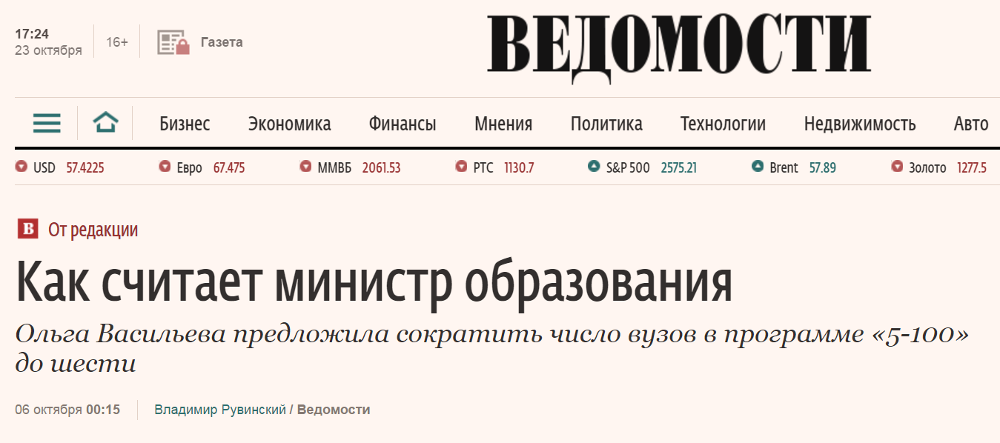 17:24
23 октября
16+
Газета
ВЕДОМОСТИ
Бизнес Экономика Финансы Мнения Политика Технологии Недвижимость Авто
USD 57.4225 Евро 67.475 ММВБ 2061.53 РТС 1130.7 S&P 500 2575.21 Brent 57.89 Золото 1277.5
В От редакции
Как считает министр образования
Ольга Васильева предложила сократить число вузов в программе «5-100»
до шести
06 октября 00:15 Владимир Рувинский / Ведомости